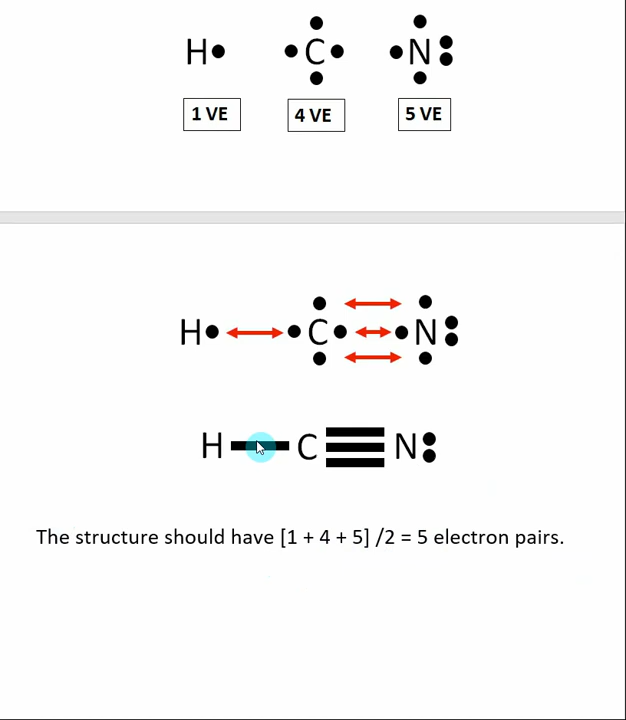 H C N
1 VE 4 VE 5 VE
H C N
H C N
The structure should have [1 + 4 + 5] /2 = 5 electron pairs.